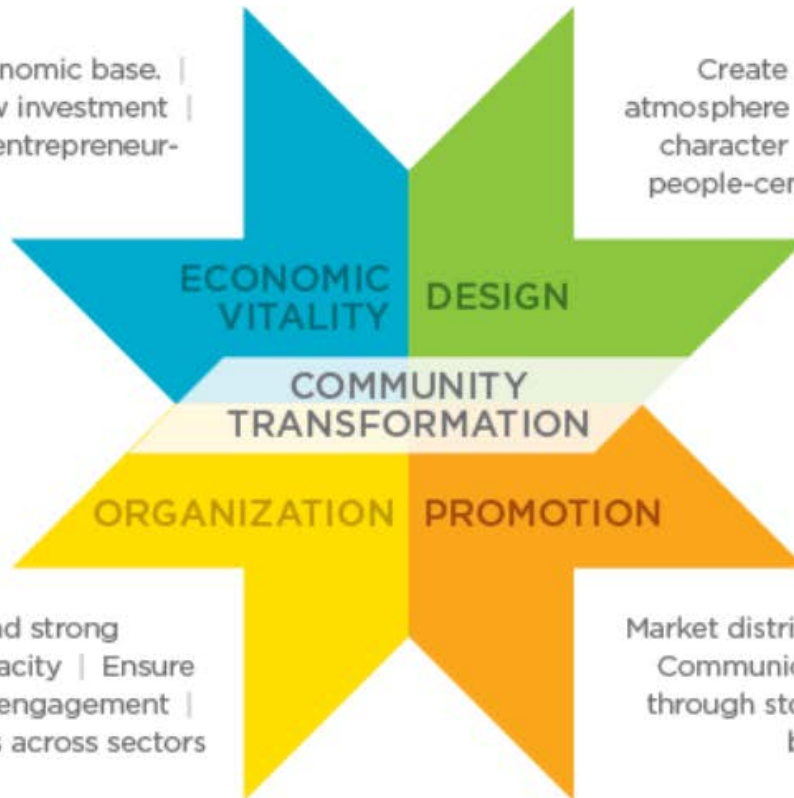 nomic base. |
investment |
entrepreneur-
Create
atmosphere
character
people-cen
ECONOMIC
VITALITY
DESIGN
COMMUNITY
TRANSFORMATION
ORGANIZATION
PROMOTION
d strong
acity | Ensure
engagement |
s across sectors
Market distri
Communic
through sto
b